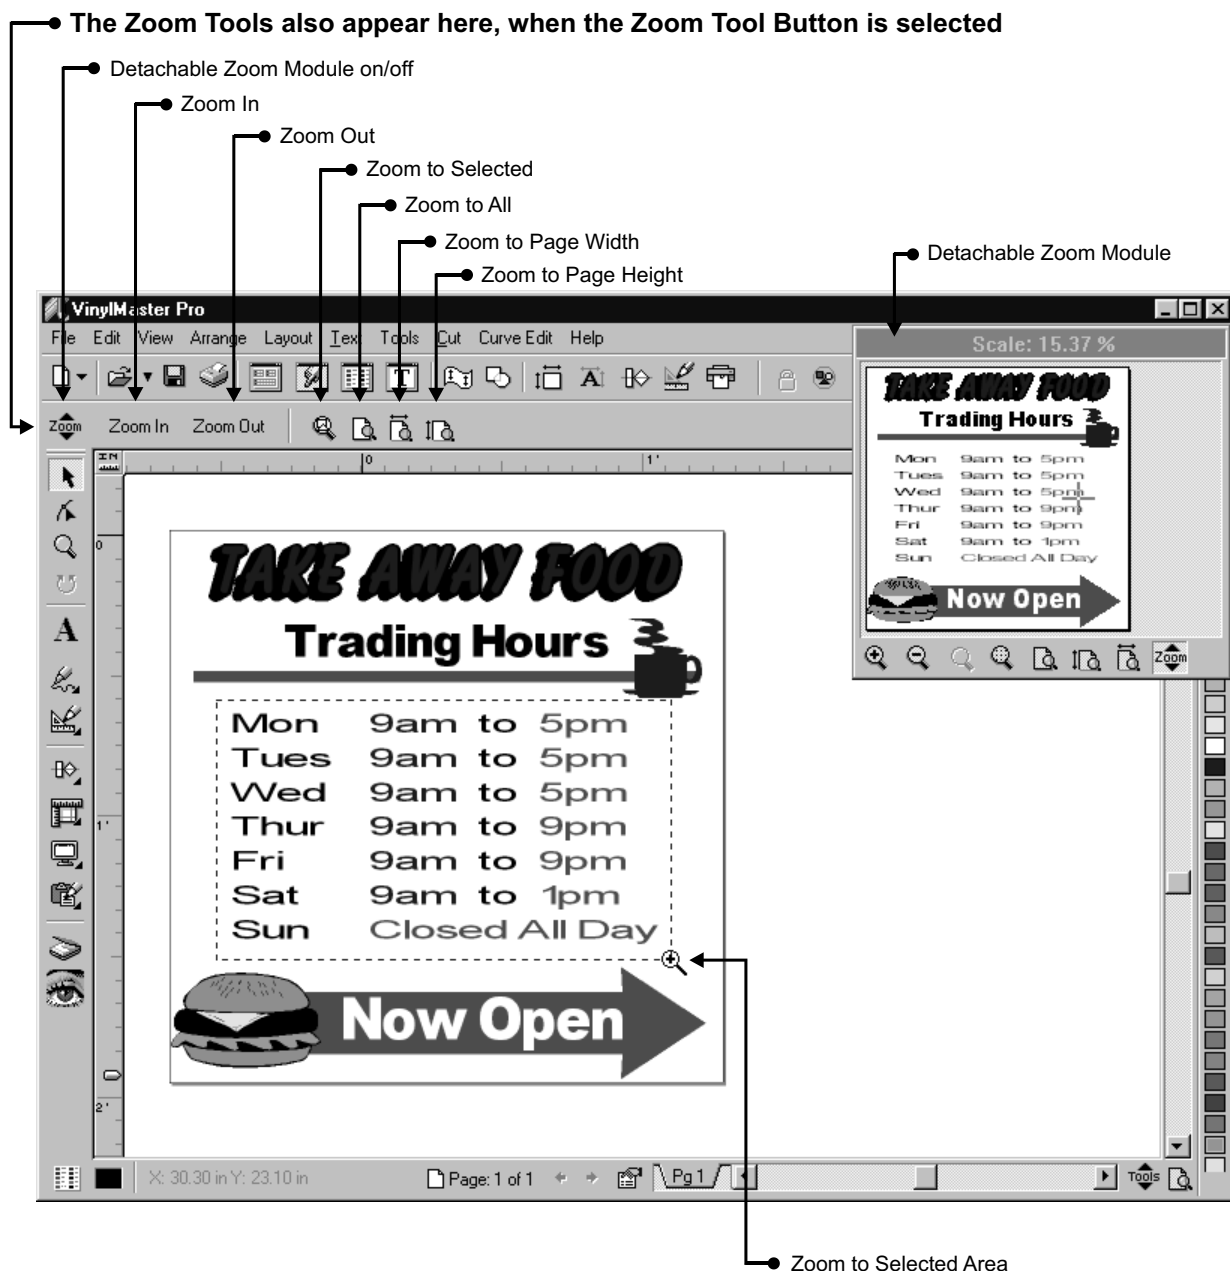 The Zoom Tools also appear here, when the Zoom Tool Button is selected
Detachable Zoom Module on/off
Zoom In
Zoom Out
Zoom to Selected
Zoom to All
Zoom to Page Width
Zoom to Page Height
Detachable Zoom Module
VinylMaster Pro
File Edit View Arrange Layout Text Tools Cut Curve Edit Help
Zoom Zoom In Zoom Out
IN 0 1'
Scale: 15.37 %
TAKE AWAY FOOD
Trading Hours
Mon 9am to 5pm
Tues 9am to 5pm
Wed 9am to 5pm
Thur 9am to 9pm
Fri 9am to 9pm
Sat 9am to 1pm
Sun Closed All Day
Now Open
Zoom
0
1'
2'
TAKE AWAY FOOD
Trading Hours
Mon 9am to 5pm
Tues 9am to 5pm
Wed 9am to 5pm
Thur 9am to 9pm
Fri 9am to 9pm
Sat 9am to 1pm
Sun Closed All Day
Now Open
X: 30.30 in Y: 23.10 in Page: 1 of 1 Pg 1 Tools
Zoom to Selected Area